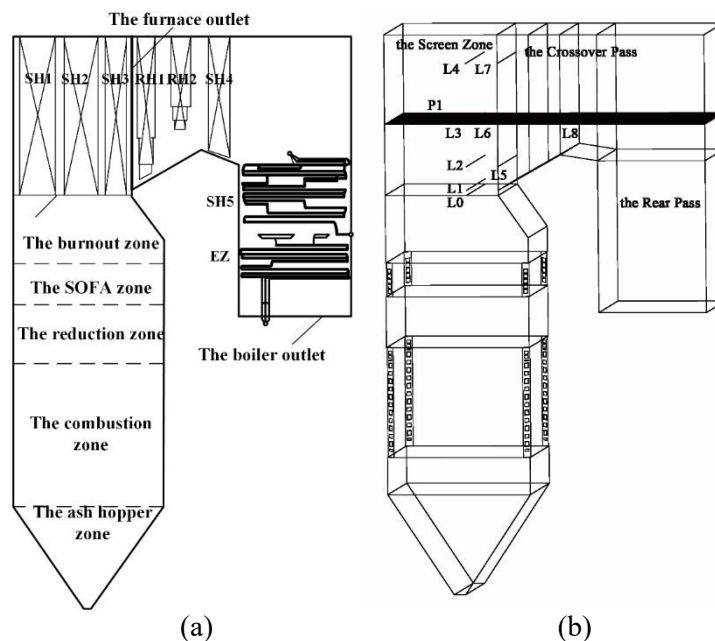 The furnace outlet
SH1
SH2
SH3
RH1
RH2
SH4
SH5
EZ
The burnout zone
The SOFA zone
The reduction zone
The boiler outlet
The combustion
zone
The ash hopper
zone
(a)
the Screen Zone
the Crossover Pass
L4
L7
P1
L3
L6
L8
L2
L5
L1
L0
the Rear Pass
(b)